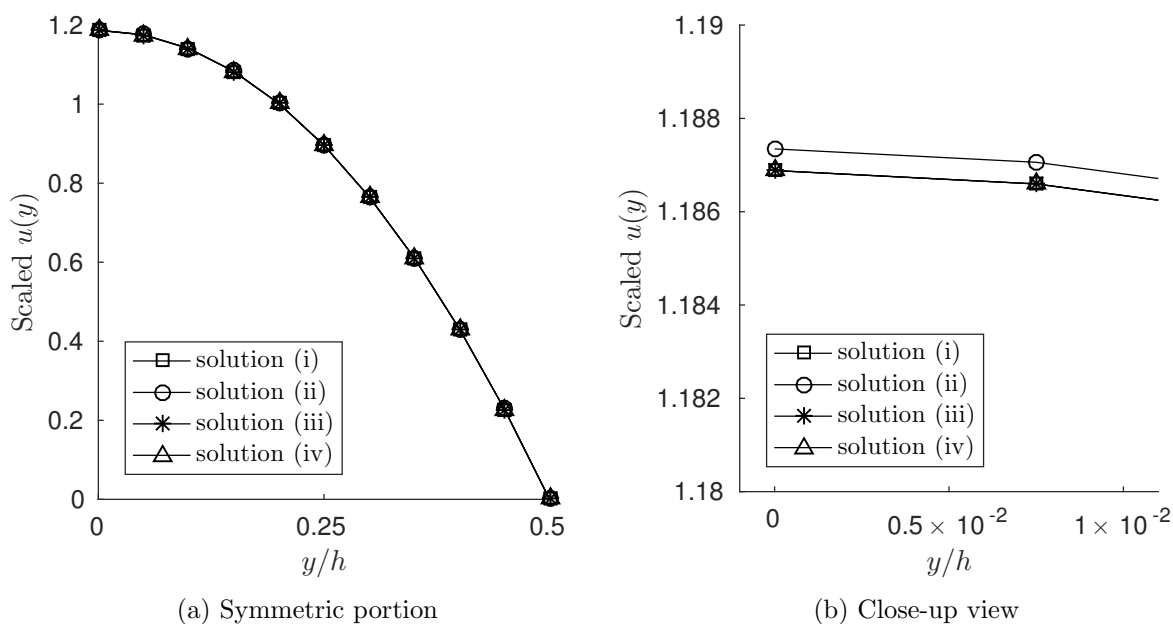 1.2
1
0.8
0.6
0.4
0.2
0
Scaled u(y)
solution (i)
solution (ii)
solution (iii)
solution (iv)
0 0.25 0.5
y/h
(a) Symmetric portion
1.19
1.188
1.186
1.184
1.182
1.18
Scaled u(y)
solution (i)
solution (ii)
solution (iii)
solution (iv)
0 0.5 × 10⁻² 1 × 10⁻²
y/h
(b) Close-up view